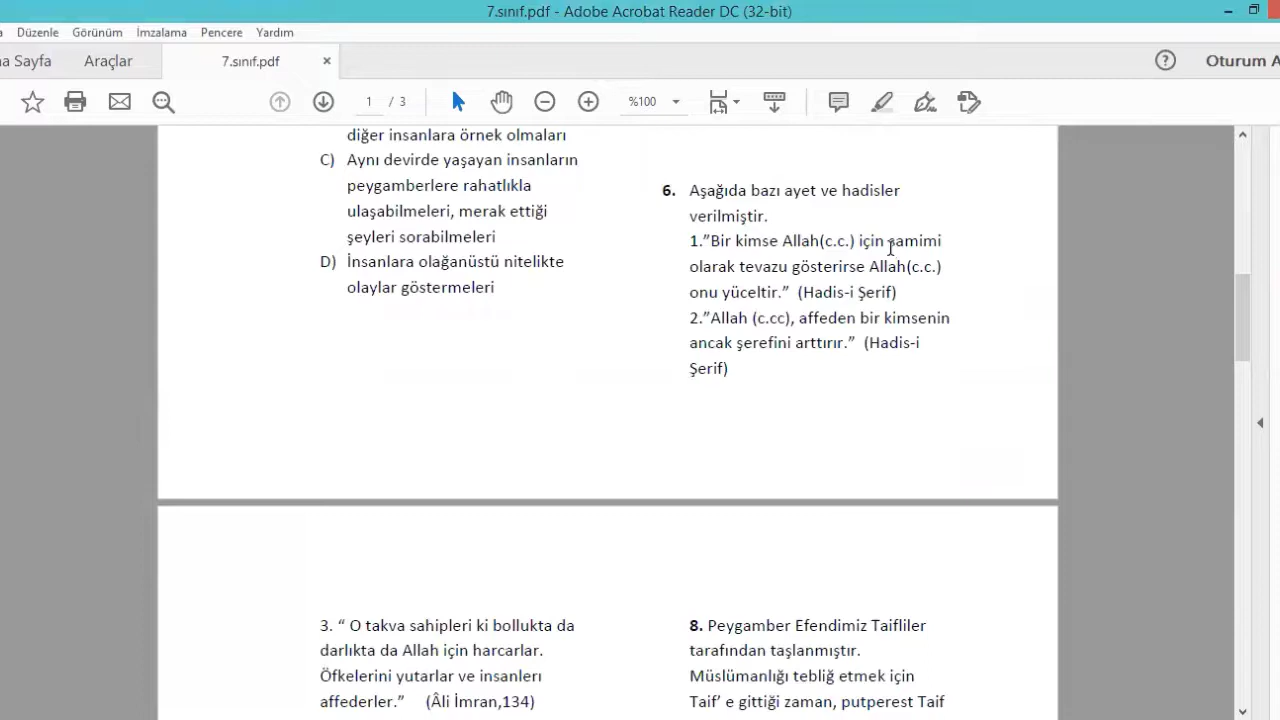 7.sınıf.pdf - Adobe Acrobat Reader DC (32-bit)
Düzenle Görünüm İmzalama Pencere Yardım
a Sayfa Araçlar 7.sınıf.pdf × ? Oturum A
1 / 3 %100
diğer insanlara örnek olmaları
C) Aynı devirde yaşayan insanların
peygamberlere rahatlıkla
ulaşabilmeleri, merak ettiği
şeyleri sorabilmeleri
D) İnsanlara olağanüstü nitelikte
olaylar göstermeleri
6. Aşağıda bazı ayet ve hadisler
verilmiştir.
1.”Bir kimse Allah(c.c.) için samimi
olarak tevazu gösterirse Allah(c.c.)
onu yüceltir.” (Hadis-i Şerif)
2.”Allah (c.cc), affeden bir kimsenin
ancak şerefini arttırır.” (Hadis-i
Şerif)
3. “ O takva sahipleri ki bollukta da
darlıkta da Allah için harcarlar.
Öfkelerini yutarlar ve insanları
affederler.” (Âli İmran,134)
8. Peygamber Efendimiz Taifliler
tarafından taşlanmıştır.
Müslümanlığı tebliğ etmek için
Taif’ e gittiği zaman, putperest Taif